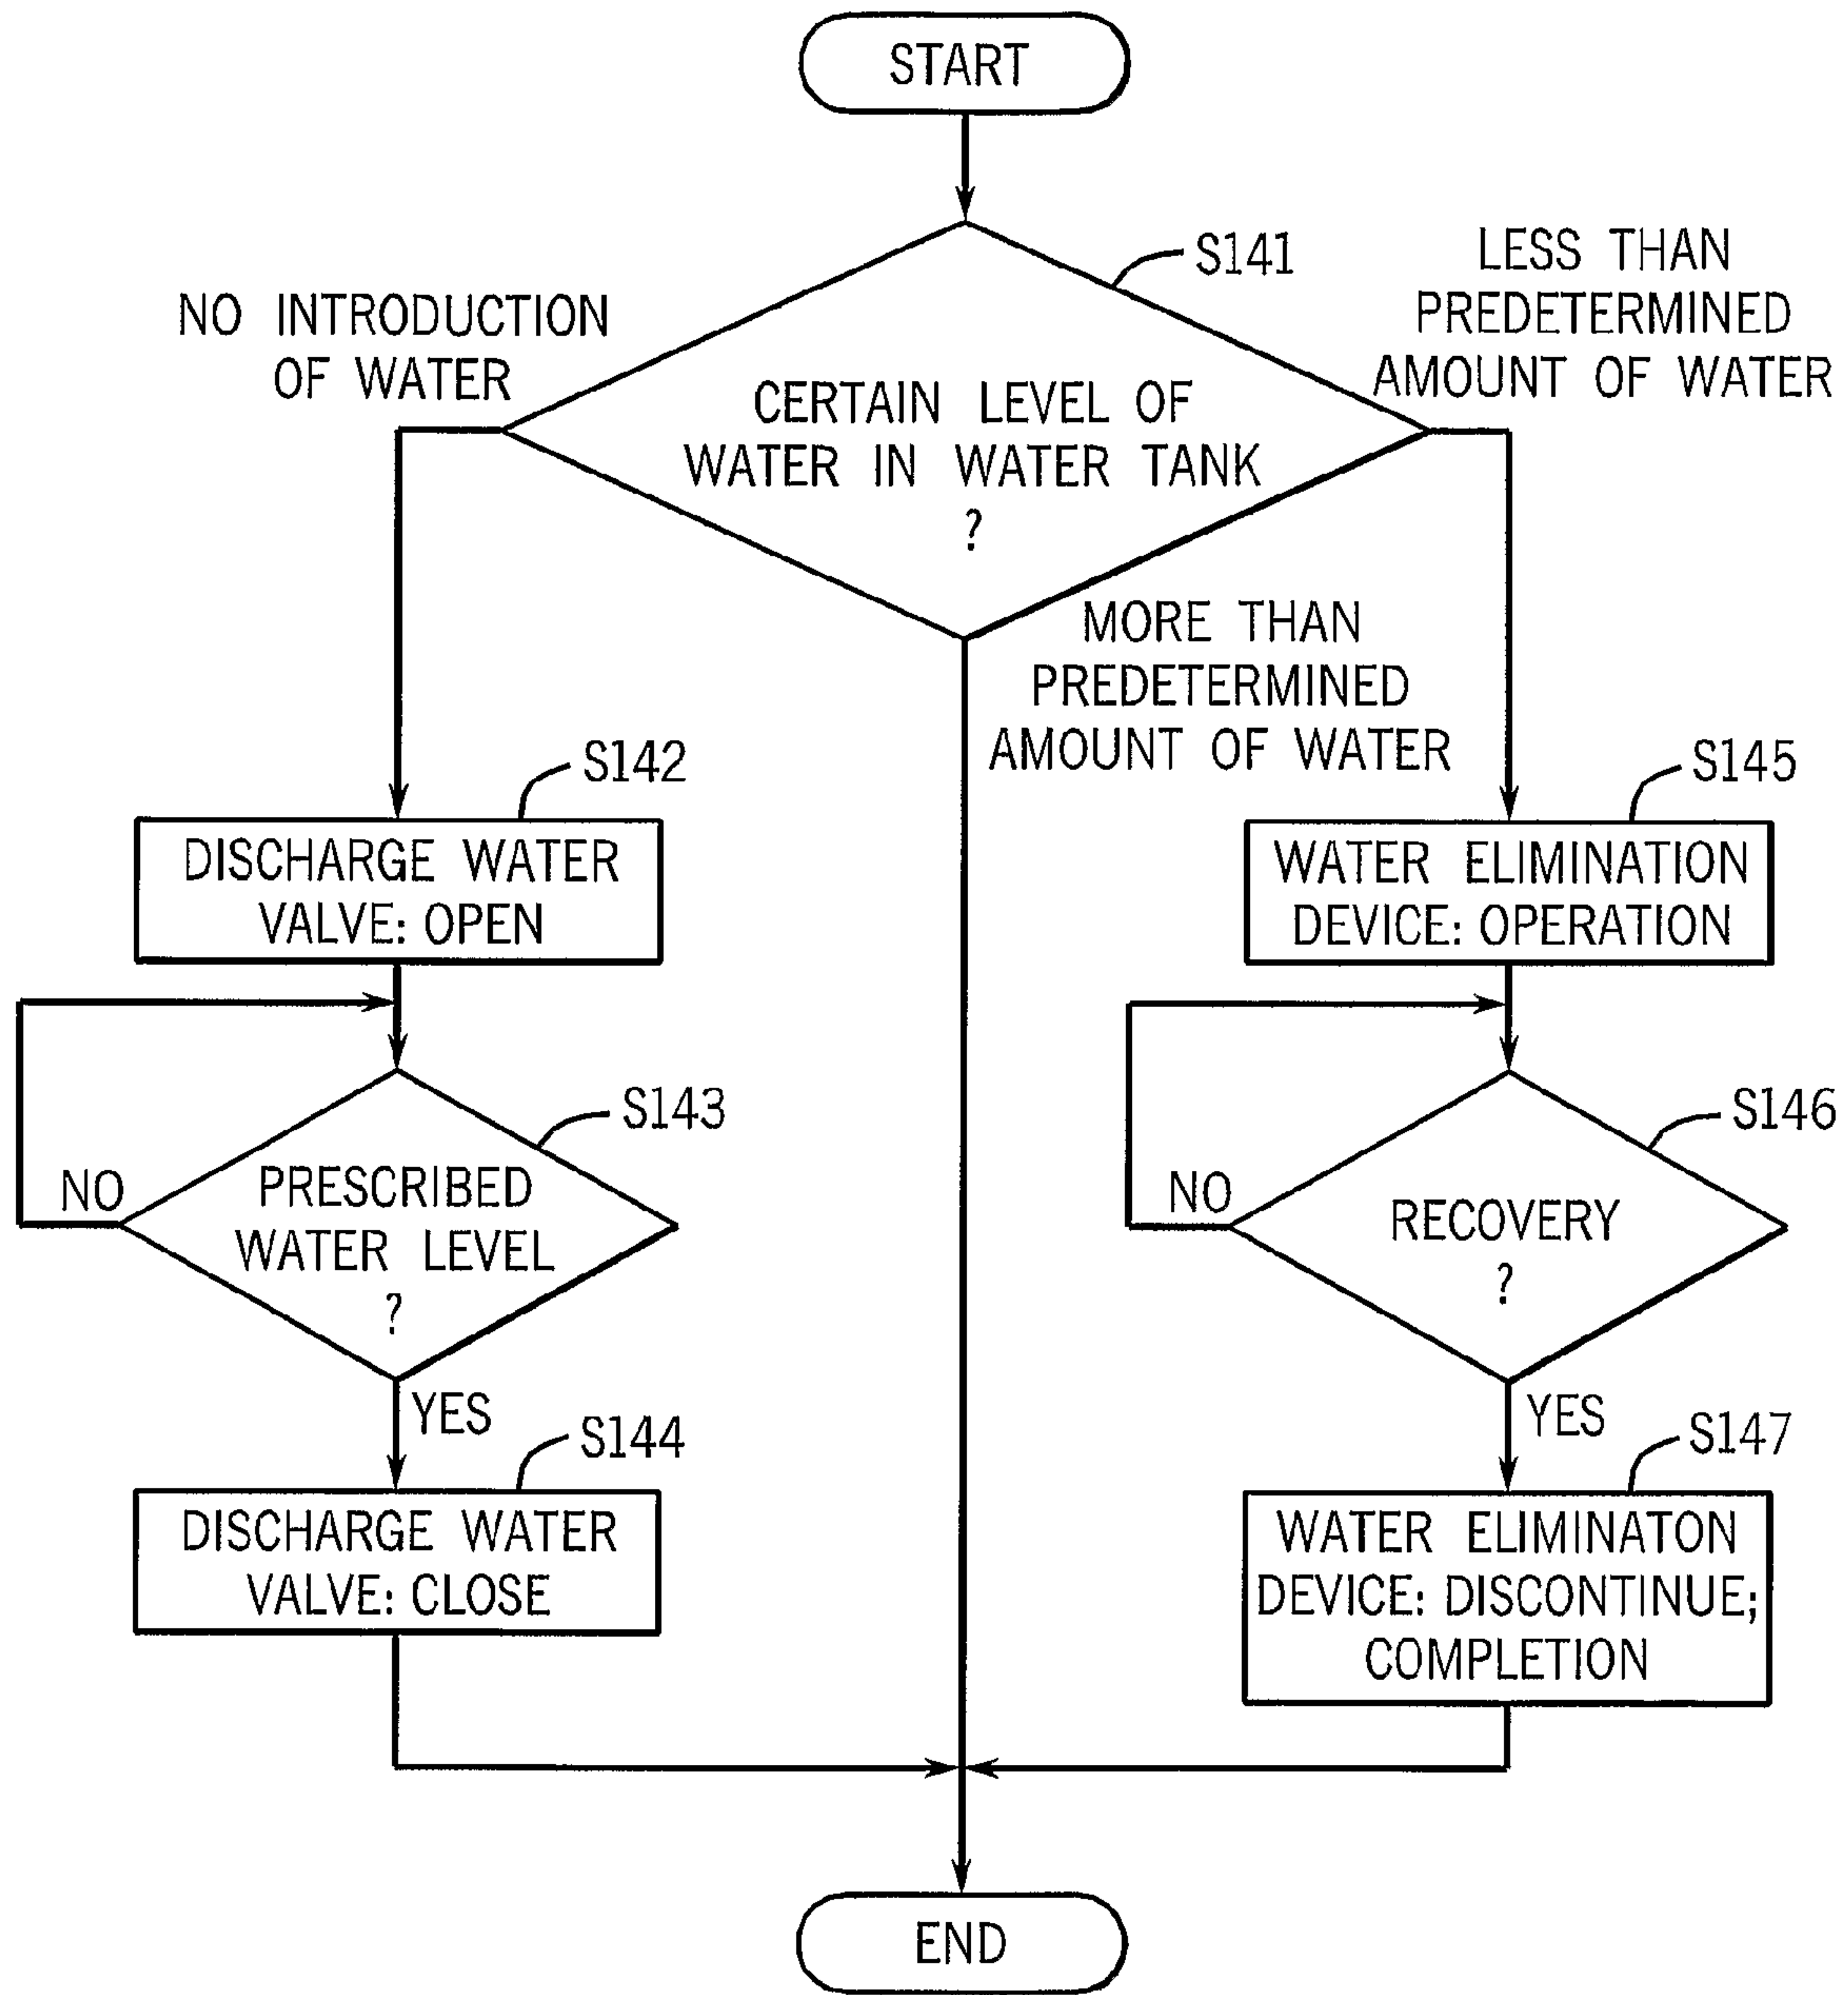 START
S141
NO INTRODUCTION
OF WATER
LESS THAN
PREDETERMINED
AMOUNT OF WATER
CERTAIN LEVEL OF
WATER IN WATER TANK
?
MORE THAN
PREDETERMINED
AMOUNT OF WATER
S142
DISCHARGE WATER
VALVE: OPEN
S145
WATER ELIMINATION
DEVICE: OPERATION
S143
NO
PRESCRIBED
WATER LEVEL
?
YES
S146
NO
RECOVERY
?
YES
S144
DISCHARGE WATER
VALVE: CLOSE
S147
WATER ELIMINATON
DEVICE: DISCONTINUE;
COMPLETION
END